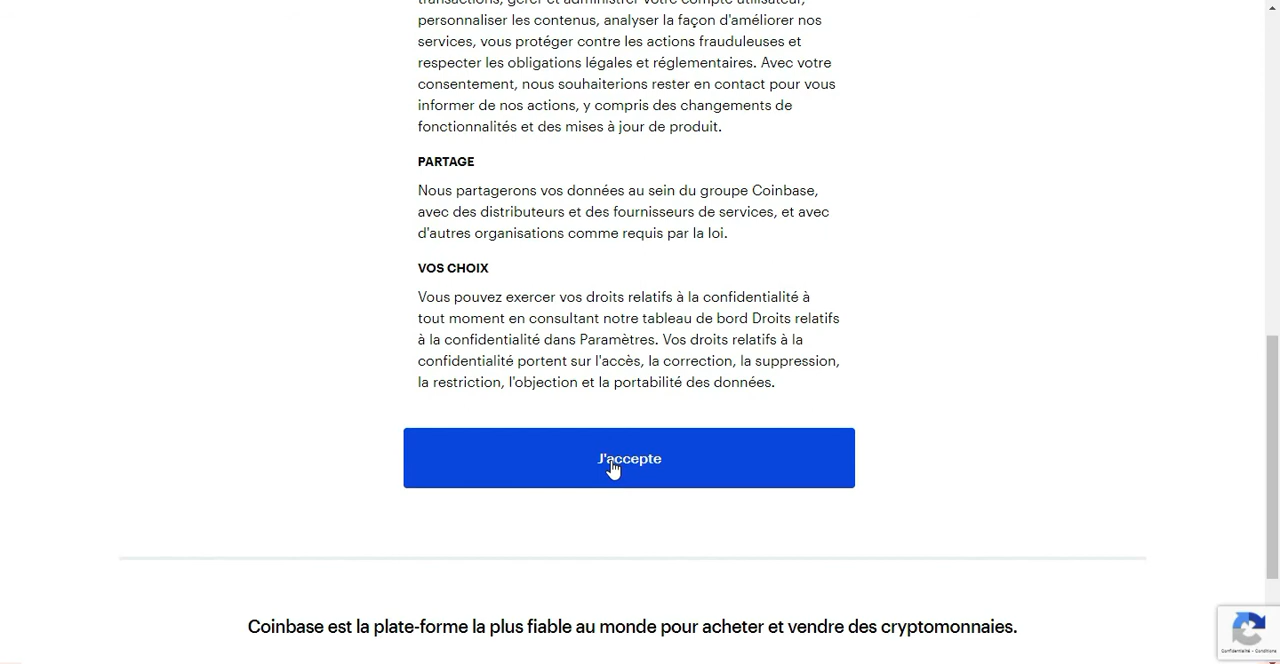 transactions, gérer et administrer votre compte utilisateur,
personnaliser les contenus, analyser la façon d'améliorer nos
services, vous protéger contre les actions frauduleuses et
respecter les obligations légales et réglementaires. Avec votre
consentement, nous souhaiterions rester en contact pour vous
informer de nos actions, y compris des changements de
fonctionnalités et des mises à jour de produit.
PARTAGE
Nous partagerons vos données au sein du groupe Coinbase,
avec des distributeurs et des fournisseurs de services, et avec
d'autres organisations comme requis par la loi.
VOS CHOIX
Vous pouvez exercer vos droits relatifs à la confidentialité à
tout moment en consultant notre tableau de bord Droits relatifs
à la confidentialité dans Paramètres. Vos droits relatifs à la
confidentialité portent sur l'accès, la correction, la suppression,
la restriction, l'objection et la portabilité des données.
J'accepte
Coinbase est la plate-forme la plus fiable au monde pour acheter et vendre des cryptomonnaies.
Confidentialité - Conditions